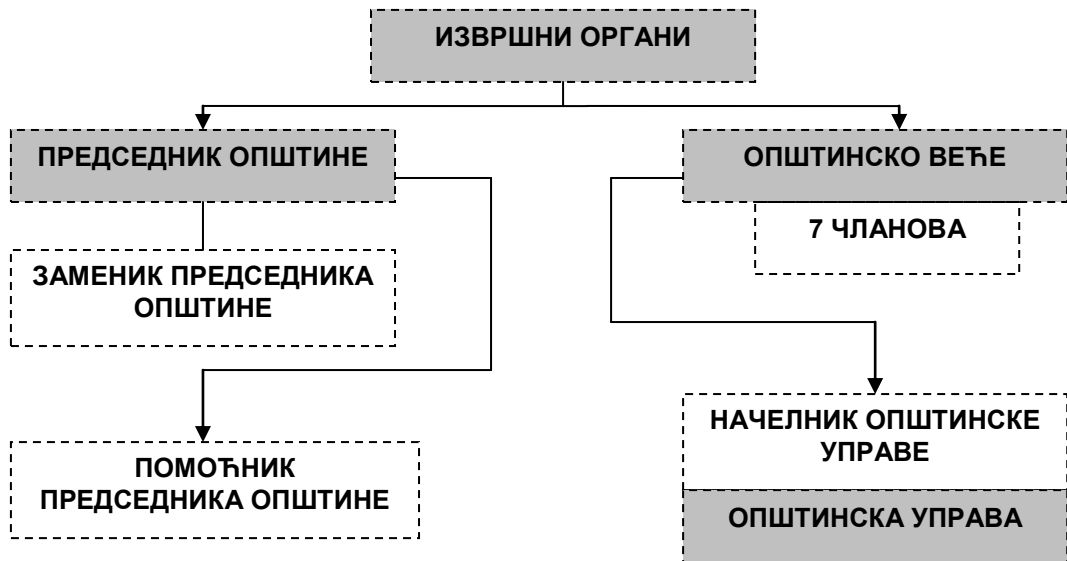 ИЗВРШНИ ОРГАНИ
ПРЕДСЕДНИК ОПШТИНЕ
ОПШТИНСКО ВЕЋЕ
7 ЧЛАНОВА
ЗАМЕНИК ПРЕДСЕДНИКА
ОПШТИНЕ
НАЧЕЛНИК ОПШТИНСКЕ
УПРАВЕ
ПОМОЋНИК
ПРЕДСЕДНИКА ОПШТИНЕ
ОПШТИНСКА УПРАВА